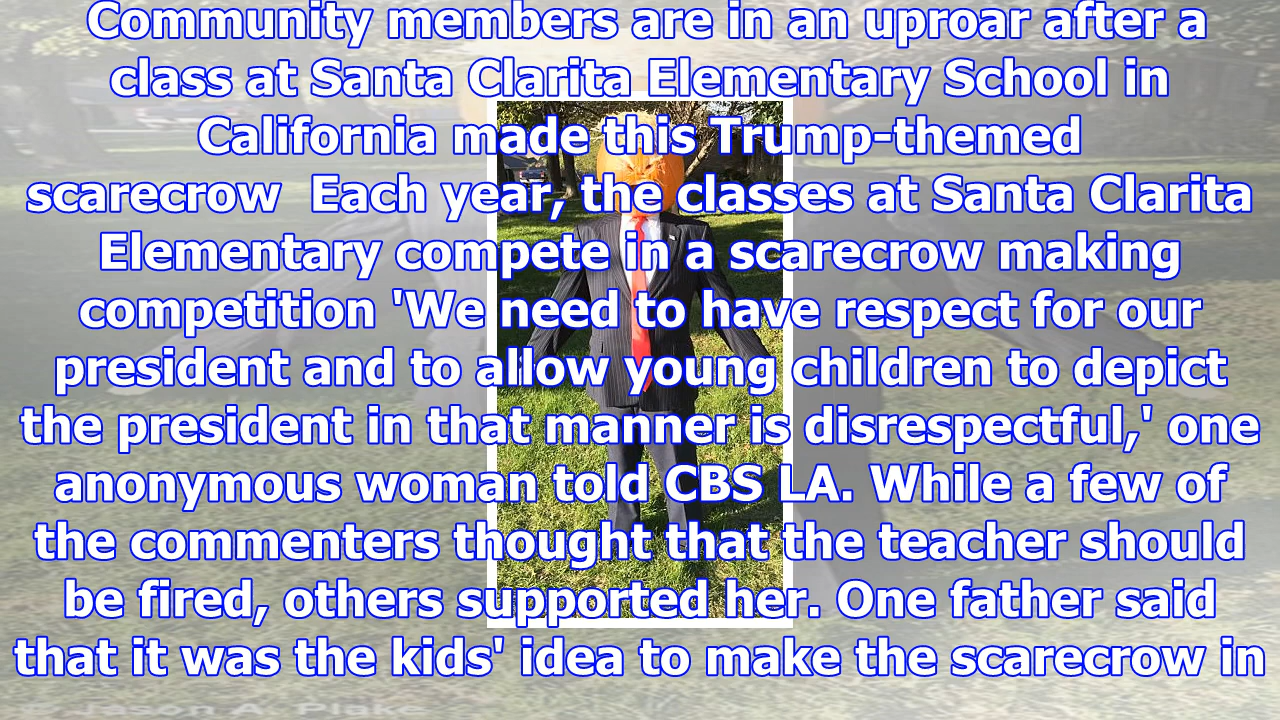 Community members are in an uproar after a
class at Santa Clarita Elementary School in
California made this Trump-themed
scarecrow  Each year, the classes at Santa Clarita
Elementary compete in a scarecrow making
competition 'We need to have respect for our
president and to allow young children to depict
the president in that manner is disrespectful,' one
anonymous woman told CBS LA. While a few of
the commenters thought that the teacher should
be fired, others supported her. One father said
that it was the kids' idea to make the scarecrow in
© Jason A. Plake